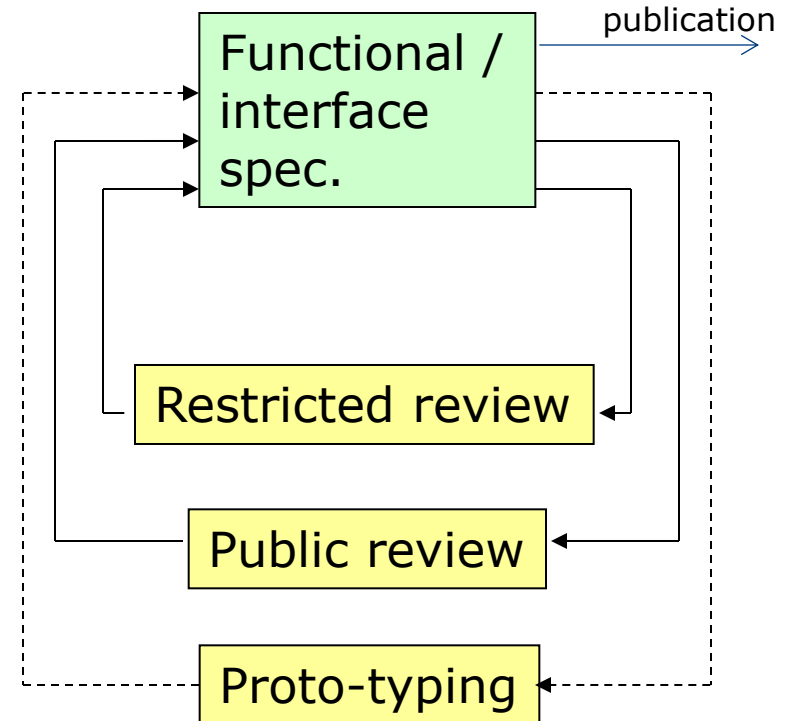 publication
Functional /
interface
spec.
Restricted review
Public review
Proto-typing